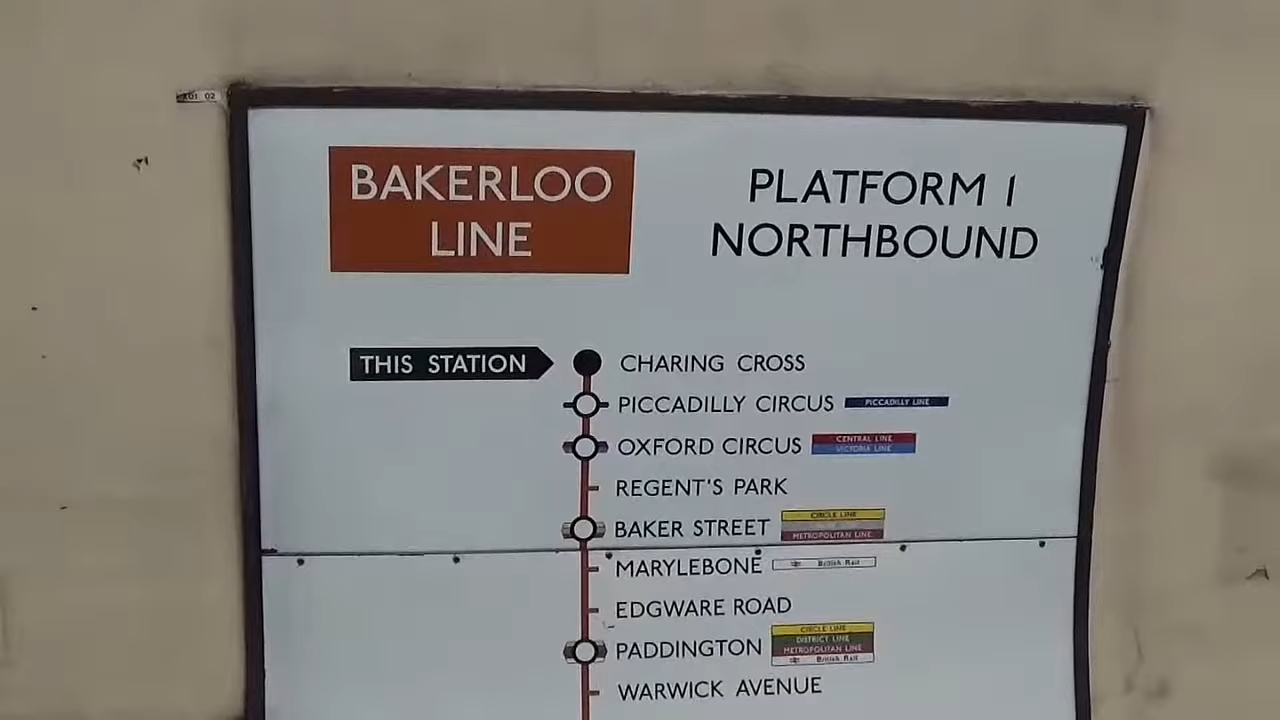 BAKERLOO
LINE
PLATFORM 1
NORTHBOUND
THIS STATION
CHARING CROSS
PICCADILLY CIRCUS
PICCADILLY LINE
OXFORD CIRCUS
CENTRAL LINE
VICTORIA LINE
REGENT'S PARK
BAKER STREET
CIRCLE LINE
METROPOLITAN LINE
MARYLEBONE
British Rail
EDGWARE ROAD
PADDINGTON
CIRCLE LINE
DISTRICT LINE
METROPOLITAN LINE
British Rail
WARWICK AVENUE